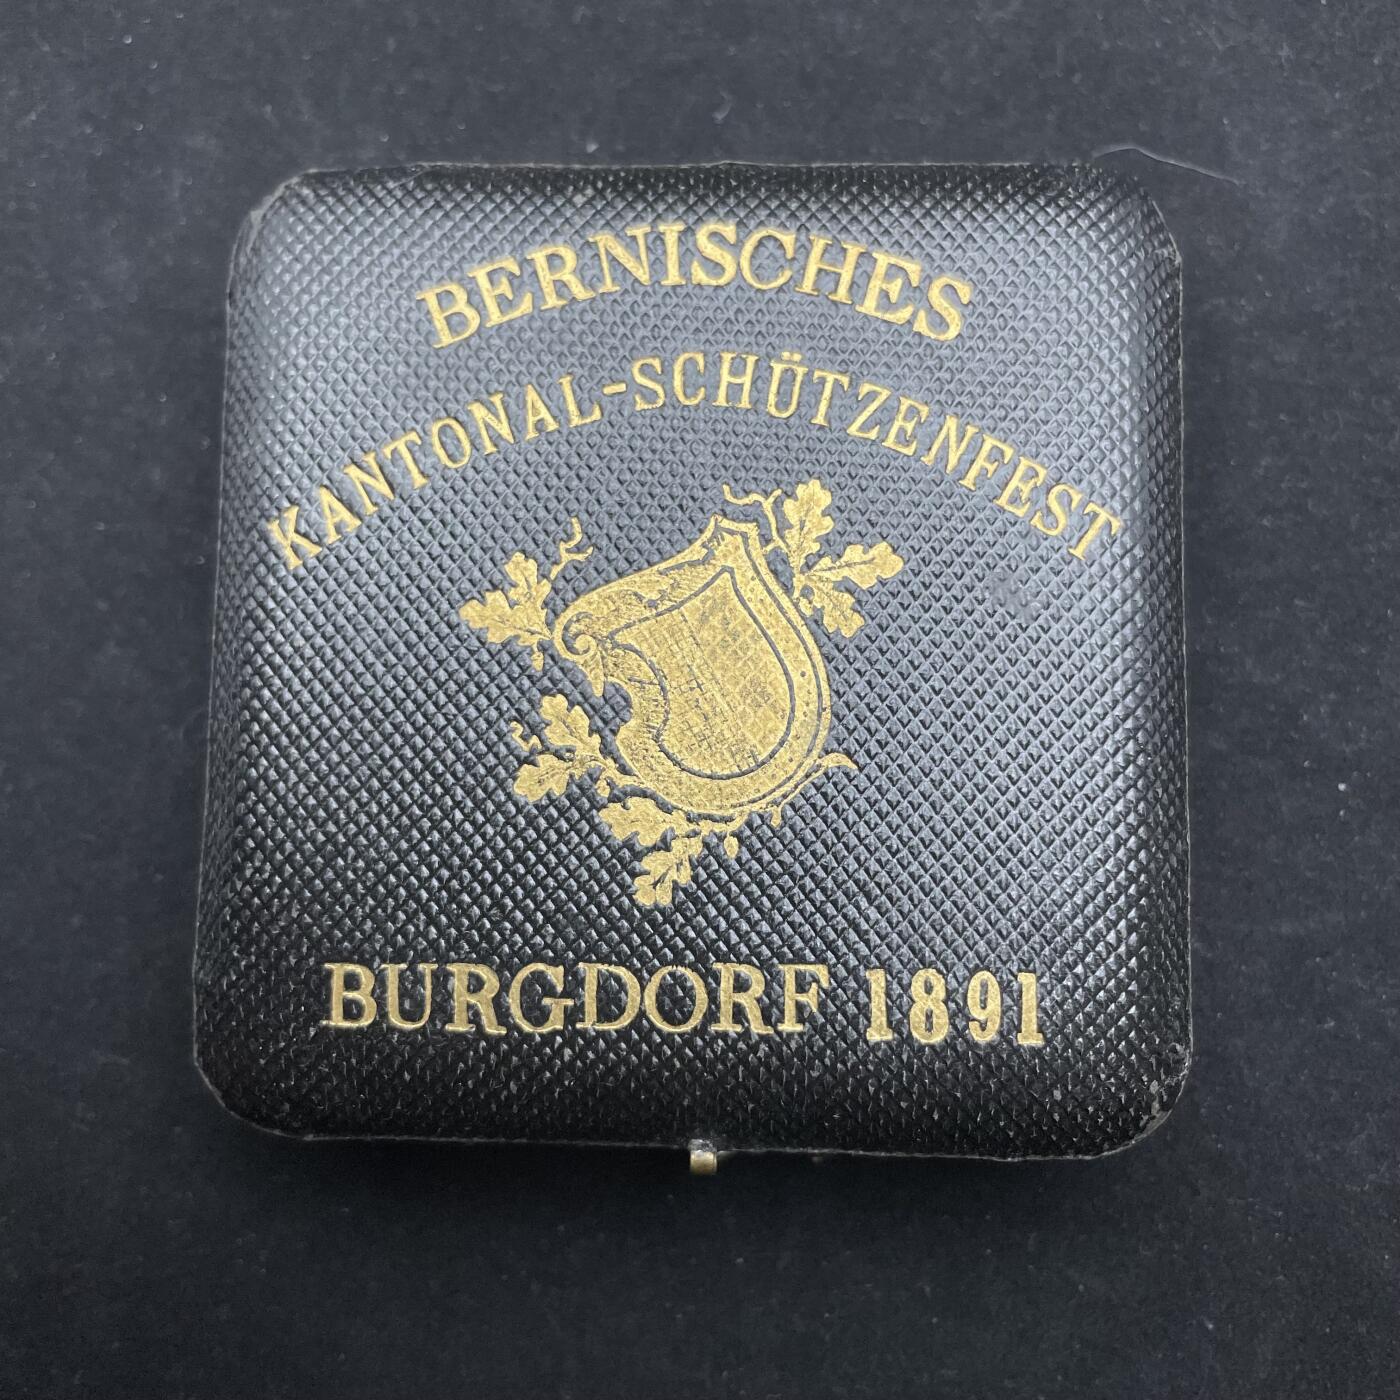 BERNISCHES
KANTONAL-SCHÜTZENFEST
BURGDORF 1891